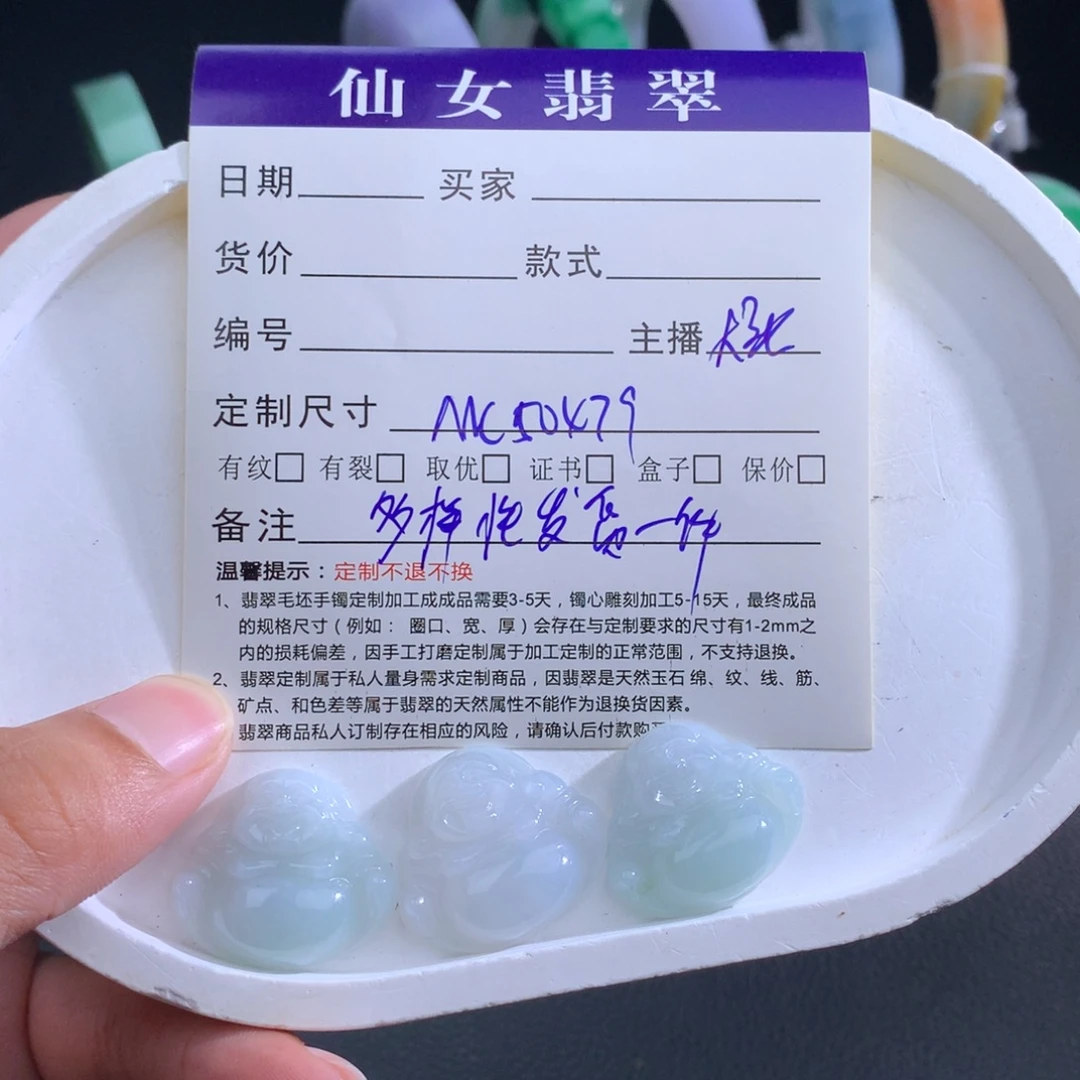 仙女翡翠
日期 买家
货价 款式
编号 主播
定制尺寸 MC50479
有纹□ 有裂□ 取优□ 证书□ 盒子□ 保价□
备注 多样性发货一件
温馨提示：定制不退不换
1、翡翠毛坯手镯定制加工成成品需要3-5天，镯心雕刻加工5-15天，最终成品
的规格尺寸（例如： 圈口、宽、厚）会存在与定制要求的尺寸有1-2mm之
内的损耗偏差，因手工打磨定制属于加工定制的正常范围，不支持退换。
2、翡翠定制属于私人量身需求定制商品，因翡翠是天然玉石 绵、纹、线、筋、
矿点、和色差等属于翡翠的天然属性不能作为退换货因素。
翡翠商品私人订制存在相应的风险，请确认后付款购